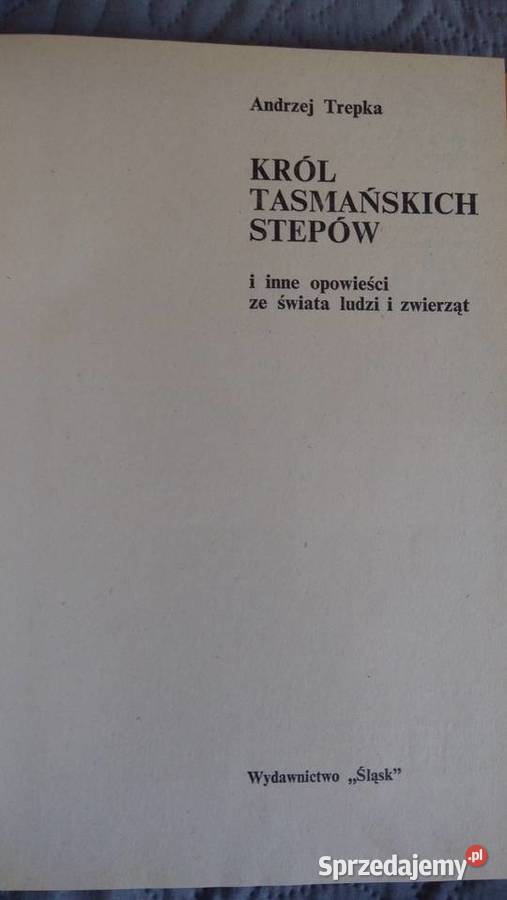 Andrzej Trepka
KRÓL
TASMAŃSKICH
STEPÓW
i inne opowieści
ze świata ludzi i zwierząt
Wydawnictwo „Śląsk”
Sprzedajemy.pl